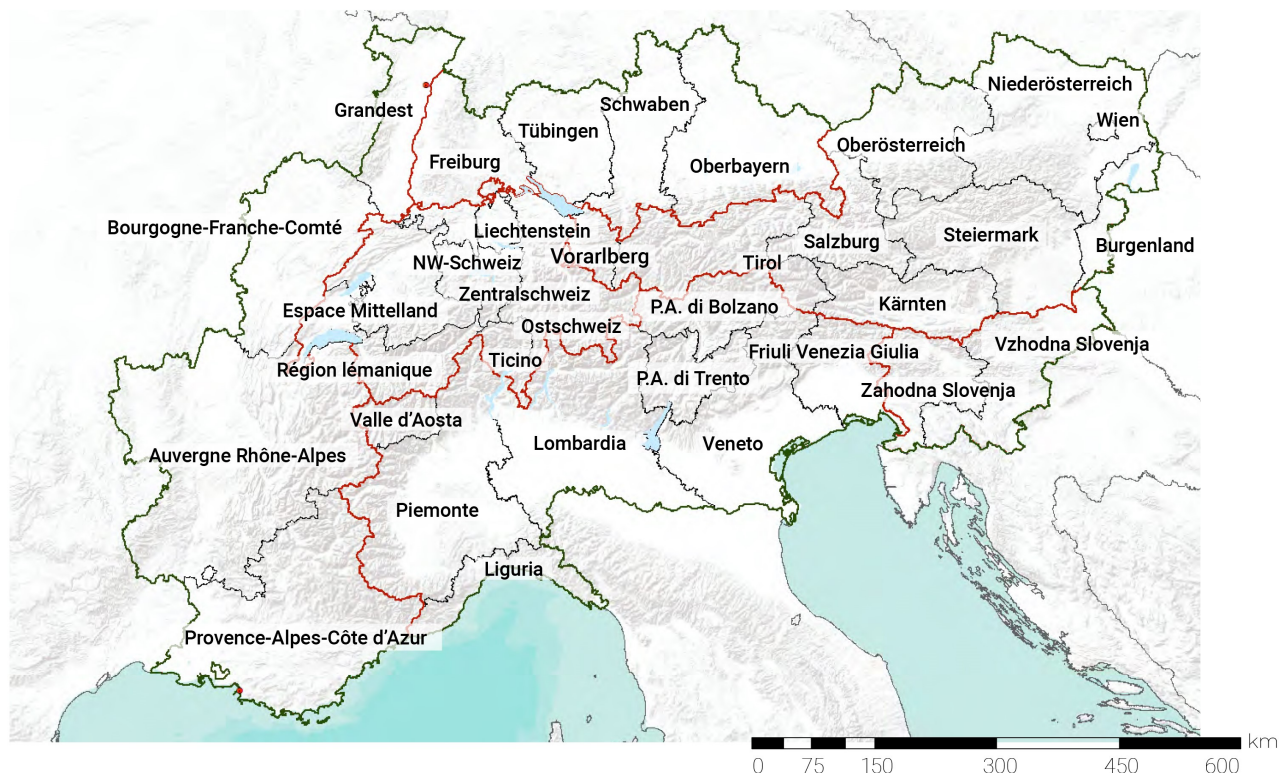 Niederösterreich
Schwaben
Grandest
Wien
Tübingen
Oberösterreich
Freiburg
Oberbayern
Bourgogne-Franche-Comté
Liechtenstein
Steiermark
Salzburg
Burgenland
Vorarlberg
NW-Schweiz
Tirol
Zentralschweiz
Kärnten
P.A. di Bolzano
Espace Mittelland
Ostschweiz
Vzhodna Slovenija
Friuli Venezia Giulia
Ticino
Région lémanique
P.A. di Trento
Zahodna Slovenija
Valle d’Aosta
Lombardia
Veneto
Auvergne Rhône-Alpes
Piemonte
Liguria
Provence-Alpes-Côte d’Azur
km
0 75 150 300 450 600